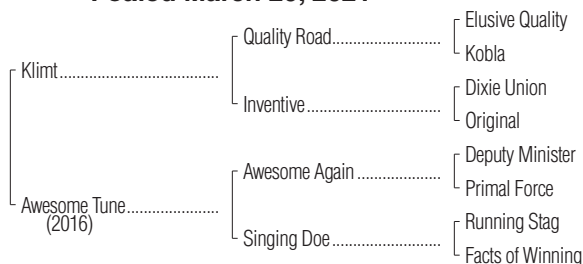 Foaled March
Elusive Quality
Quality Road
Kobla
Klimt
Dixie Union
Inventive
Original
Deputy Minister
Awesome Again
Primal Force
Awesome Tune
(2016)
Running Stag
Singing Doe
Facts of Winning